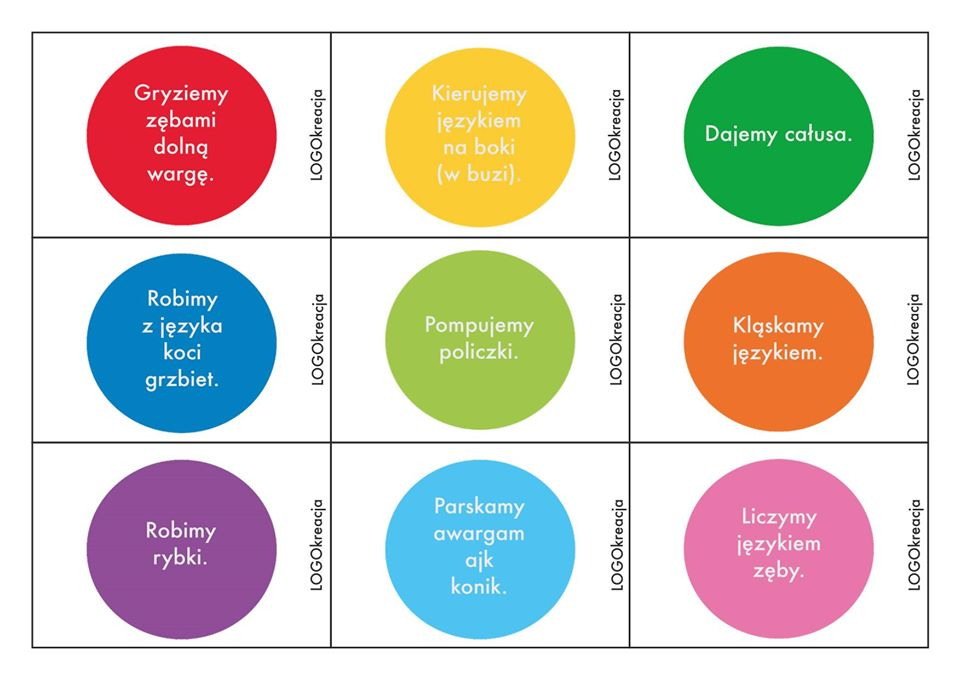 Gryziemy
zębami
dolną
wargę.
LOGOkreacja
Kierujemy
językiem
na boki
(w buzi).
LOGOkreacja
Dajemy całusa.
LOGOkreacja
Robimy
z języka
koci
grzbiet.
LOGOkreacja
Pompujemy
policzki.
LOGOkreacja
Kląskamy
językiem.
LOGOkreacja
Robimy
rybki.
LOGOkreacja
Parskamy
awargam
ajk
konik.
LOGOkreacja
Liczymy
językiem
zęby.
LOGOkreacja